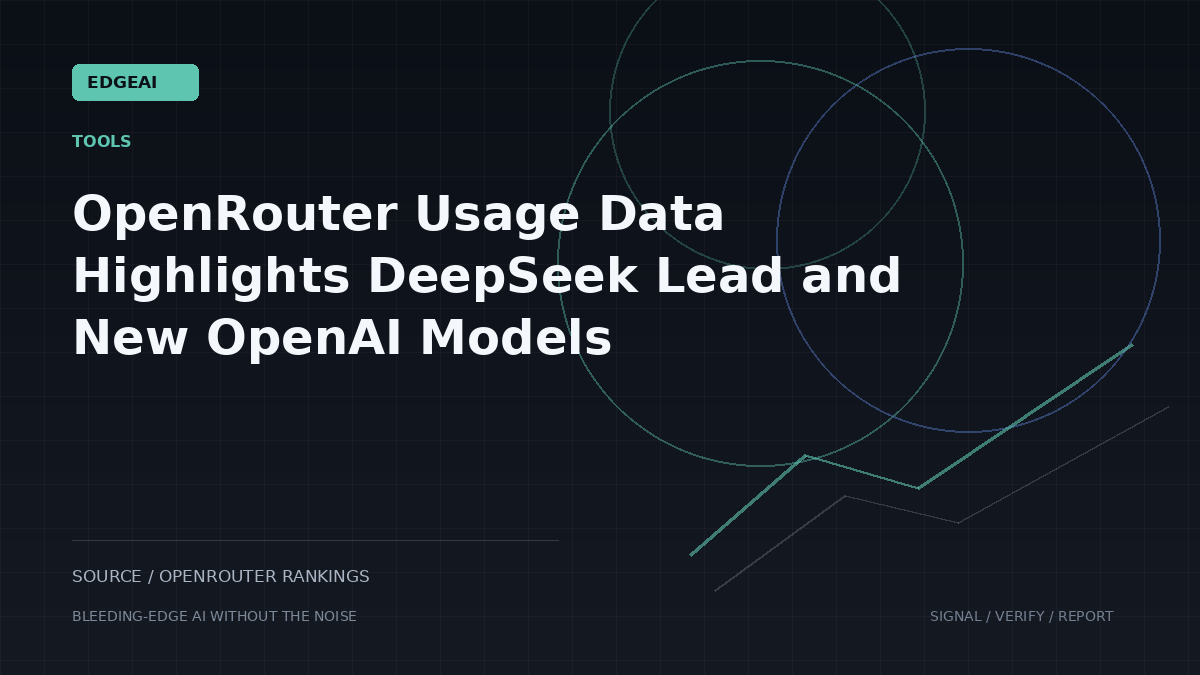 EDGEAI
TOOLS
OpenRouter Usage Data
Highlights DeepSeek Lead and
New OpenAI Models
SOURCE / OPENROUTER RANKINGS
BLEEDING-EDGE AI WITHOUT THE NOISE
SIGNAL / VERIFY / REPORT